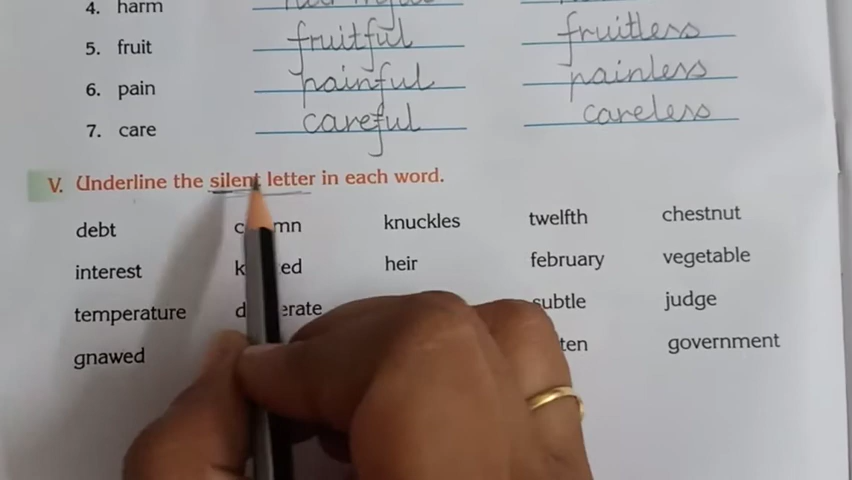 4. harm
5. fruit fruitful fruitless
6. pain painful painless
7. care careful careless
V. Underline the silent letter in each word.
debt knuckles twelfth chestnut
interest heir february vegetable
temperature subtle judge
gnawed government